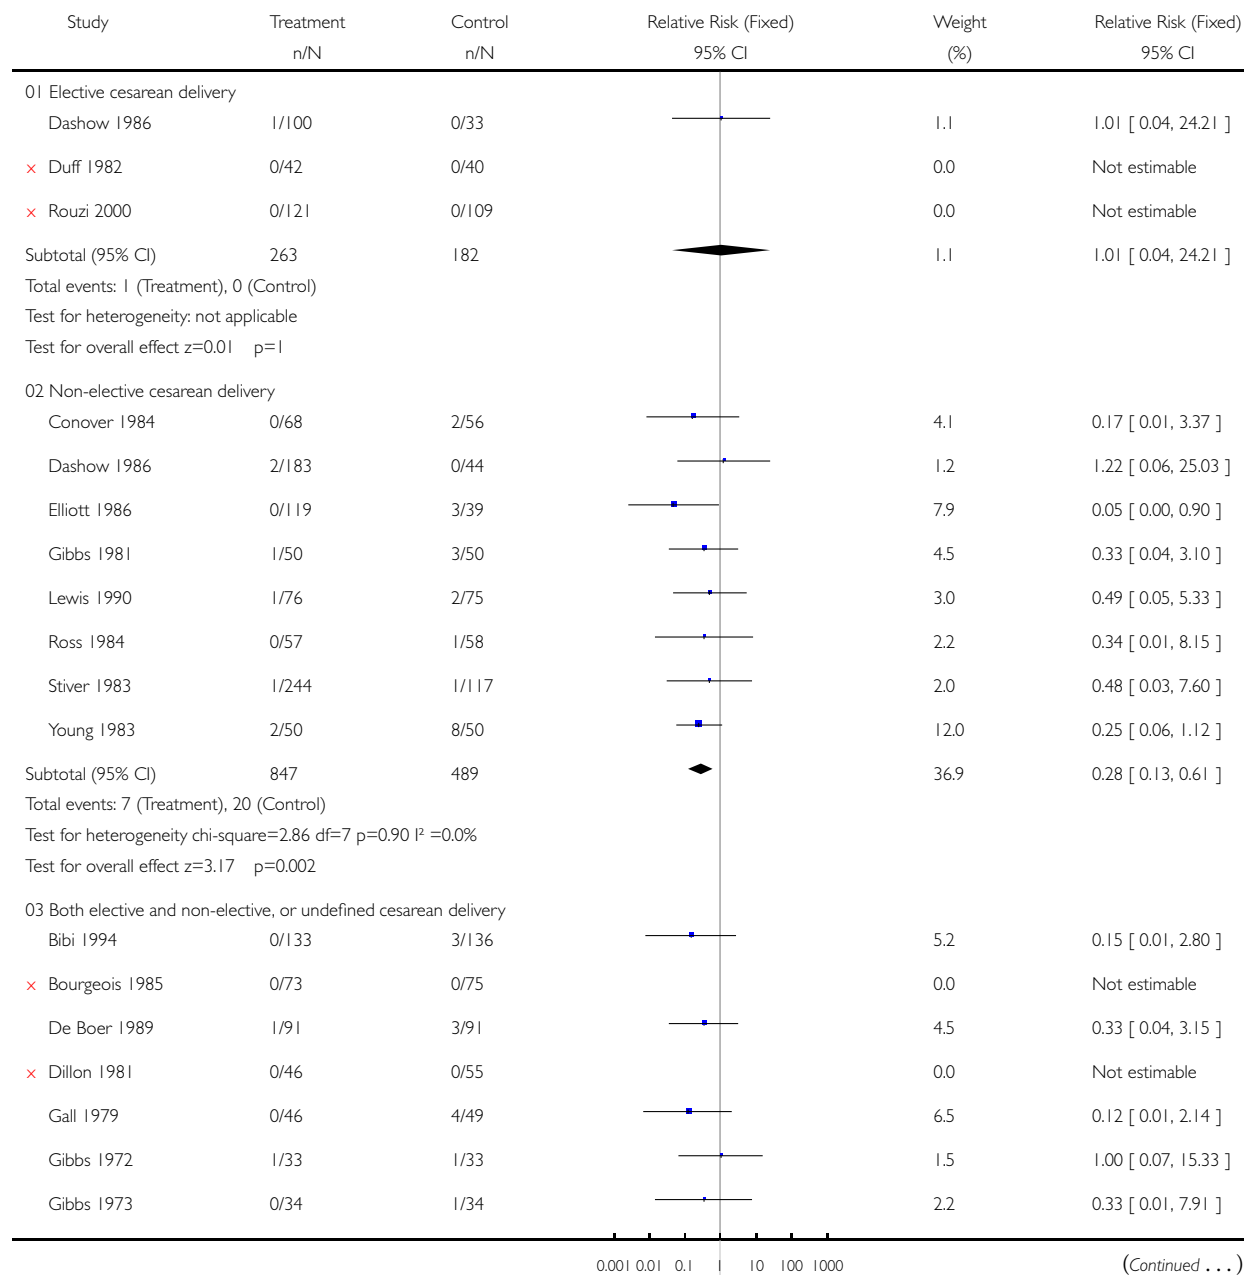 Study Treatment Control Relative Risk (Fixed) Weight Relative Risk (Fixed)
n/N n/N 95% CI (%) 95% CI
01 Elective cesarean delivery
Dashow 1986 1/100 0/33 1.1 1.01 [ 0.04, 24.21 ]
× Duff 1982 0/42 0/40 0.0 Not estimable
× Rouzi 2000 0/121 0/109 0.0 Not estimable
Subtotal (95% CI) 263 182 1.1 1.01 [ 0.04, 24.21 ]
Total events: 1 (Treatment), 0 (Control)
Test for heterogeneity: not applicable
Test for overall effect z=0.01 p=1
02 Non-elective cesarean delivery
Conover 1984 0/68 2/56 4.1 0.17 [ 0.01, 3.37 ]
Dashow 1986 2/183 0/44 1.2 1.22 [ 0.06, 25.03 ]
Elliott 1986 0/119 3/39 7.9 0.05 [ 0.00, 0.90 ]
Gibbs 1981 1/50 3/50 4.5 0.33 [ 0.04, 3.10 ]
Lewis 1990 1/76 2/75 3.0 0.49 [ 0.05, 5.33 ]
Ross 1984 0/57 1/58 2.2 0.34 [ 0.01, 8.15 ]
Stiver 1983 1/244 1/117 2.0 0.48 [ 0.03, 7.60 ]
Young 1983 2/50 8/50 12.0 0.25 [ 0.06, 1.12 ]
Subtotal (95% CI) 847 489 36.9 0.28 [ 0.13, 0.61 ]
Total events: 7 (Treatment), 20 (Control)
Test for heterogeneity chi-square=2.86 df=7 p=0.90 I² =0.0%
Test for overall effect z=3.17 p=0.002
03 Both elective and non-elective, or undefined cesarean delivery
Bibi 1994 0/133 3/136 5.2 0.15 [ 0.01, 2.80 ]
× Bourgeois 1985 0/73 0/75 0.0 Not estimable
De Boer 1989 1/91 3/91 4.5 0.33 [ 0.04, 3.15 ]
× Dillon 1981 0/46 0/55 0.0 Not estimable
Gall 1979 0/46 4/49 6.5 0.12 [ 0.01, 2.14 ]
Gibbs 1972 1/33 1/33 1.5 1.00 [ 0.07, 15.33 ]
Gibbs 1973 0/34 1/34 2.2 0.33 [ 0.01, 7.91 ]
0.001 0.01 0.1 1 10 100 1000
(Continued . . . )